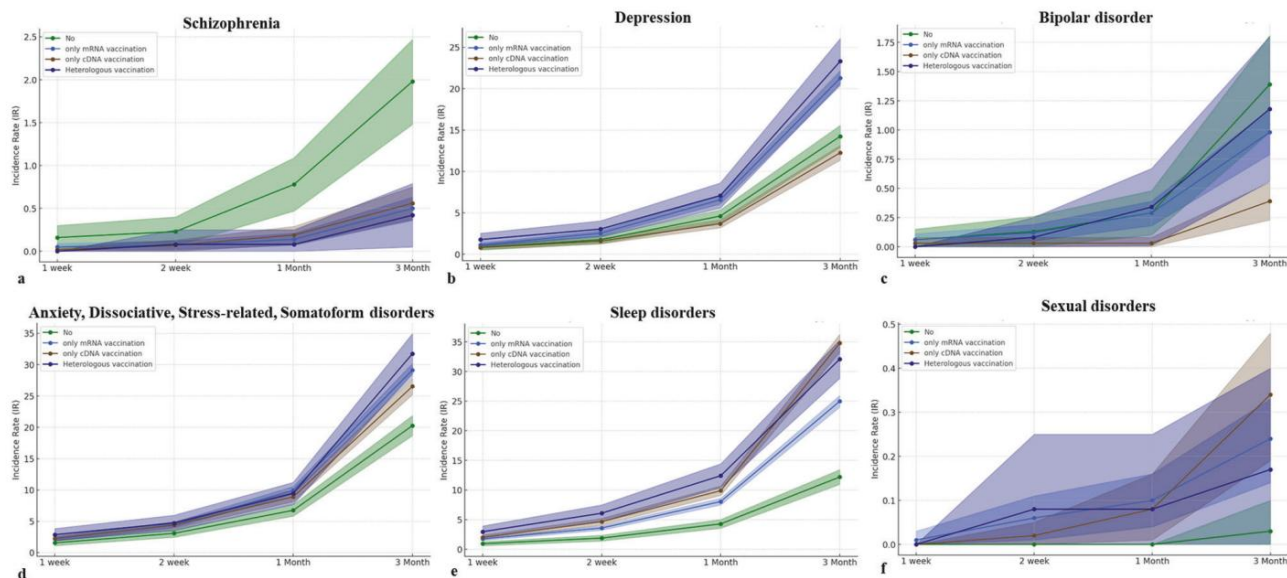 Schizophrenia
No
only mRNA vaccination
only cDNA vaccination
Heterologous vaccination
Incidence Rate (IR)
2.5
2.0
1.5
1.0
0.5
0.0
1 week 2 week 1 Month 3 Month
a
Depression
No
only mRNA vaccination
only cDNA vaccination
Heterologous vaccination
Incidence Rate (IR)
25
20
15
10
5
0
1 week 2 week 1 Month 3 Month
b
Bipolar disorder
No
only mRNA vaccination
only cDNA vaccination
Heterologous vaccination
Incidence Rate (IR)
1.75
1.50
1.25
1.00
0.75
0.50
0.25
0.00
1 week 2 week 1 Month 3 Month
c
Anxiety, Dissociative, Stress-related, Somatoform disorders
No
only mRNA vaccination
only cDNA vaccination
Heterologous vaccination
Incidence Rate (IR)
35
30
25
20
15
10
5
0
1 week 2 week 1 Month 3 Month
d
Sleep disorders
No
only mRNA vaccination
only cDNA vaccination
Heterologous vaccination
Incidence Rate (IR)
35
30
25
20
15
10
5
0
1 week 2 week 1 Month 3 Month
e
Sexual disorders
No
only mRNA vaccination
only cDNA vaccination
Heterologous vaccination
Incidence Rate (IR)
0.5
0.4
0.3
0.2
0.1
0.0
1 week 2 week 1 Month 3 Month
f